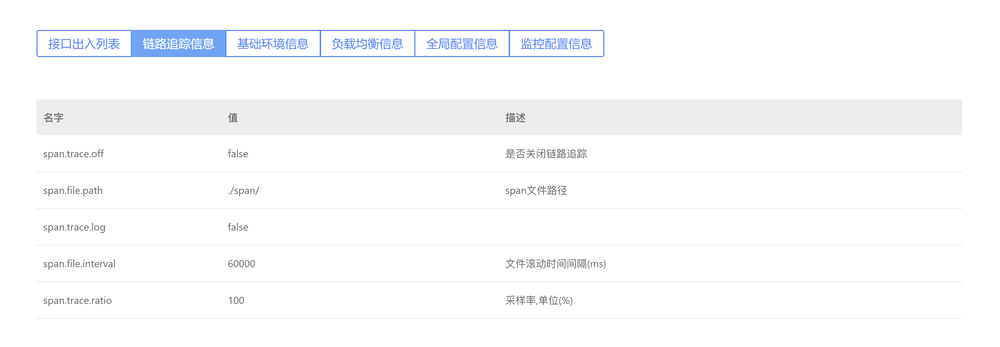 接口出入列表 链路追踪信息 基础环境信息 负载均衡信息 全局配置信息 监控配置信息
名字 值 描述
span.trace.off false 是否关闭链路追踪
span.file.path ./span/ span文件路径
span.trace.log false
span.file.interval 60000 文件滚动时间间隔(ms)
span.trace.ratio 100 采样率,单位(%)